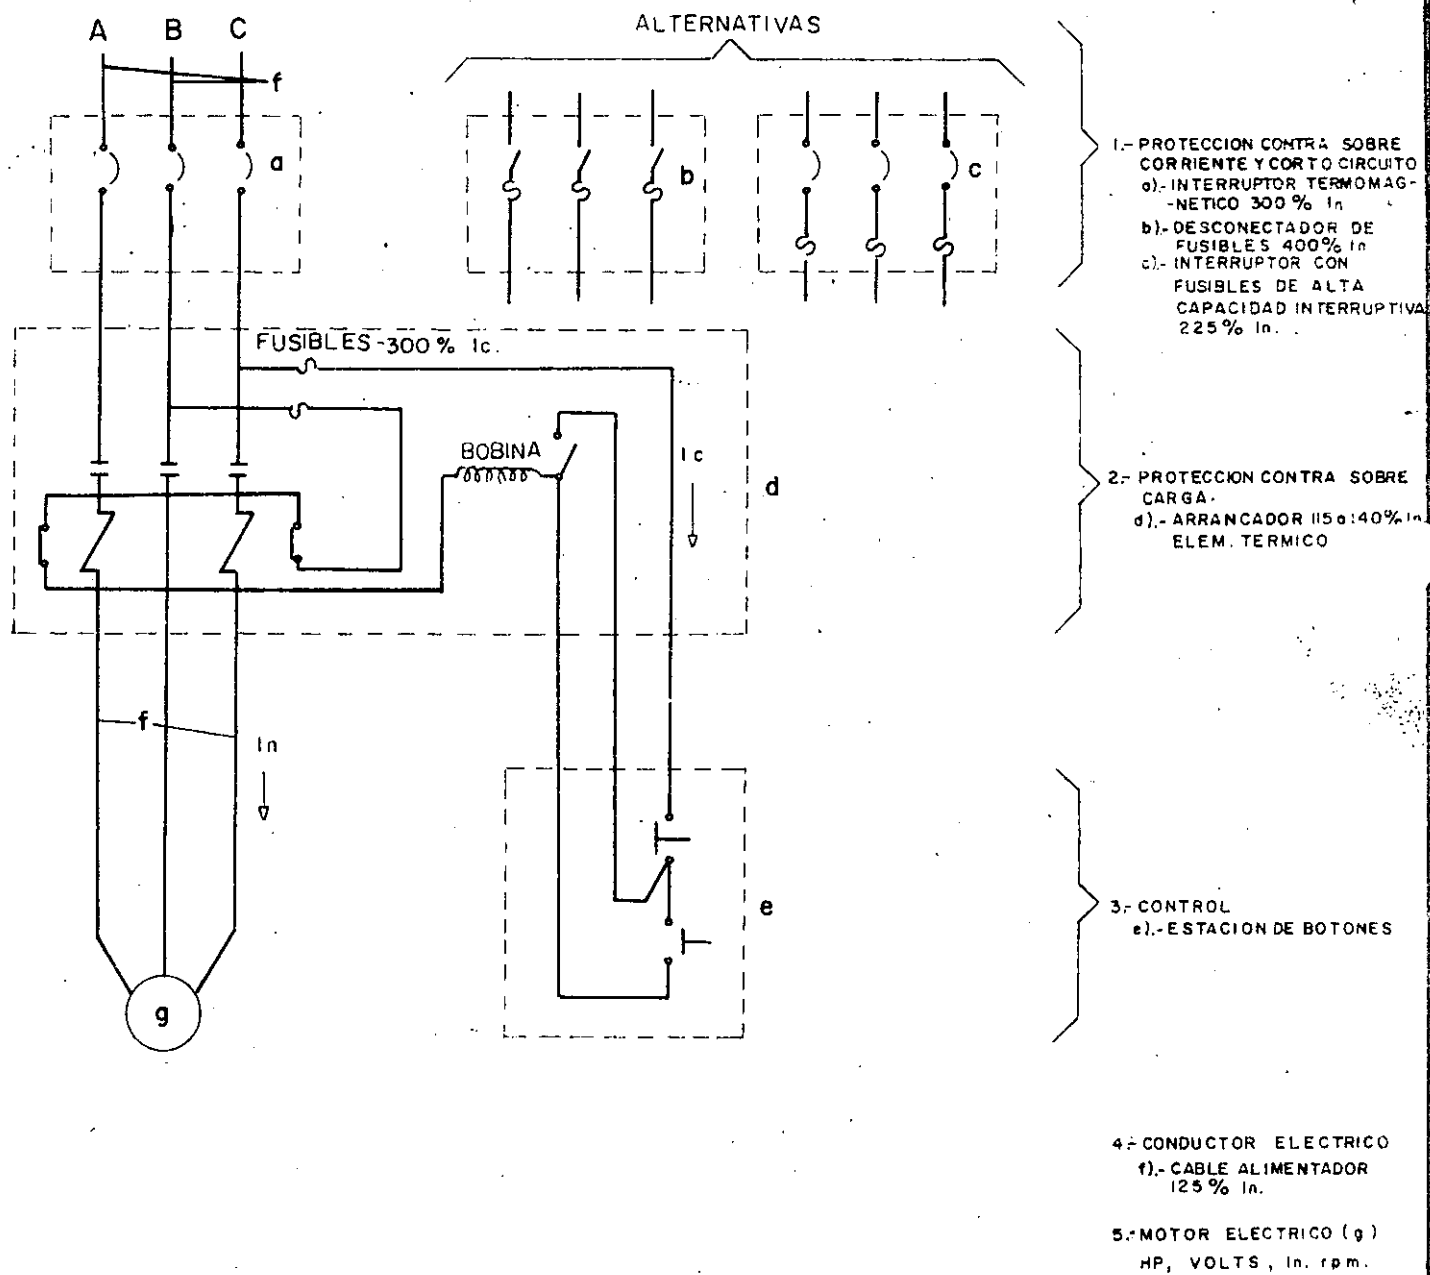 ALTERNATIVAS
A B C
f
a
b
c
1.- PROTECCION CONTRA SOBRE
CORRIENTE Y CORTO CIRCUITO
a).- INTERRUPTOR TERMOMAG-
-NETICO 300 % In
b).- DESCONECTADOR DE
FUSIBLES 400% In
c).- INTERRUPTOR CON
FUSIBLES DE ALTA
CAPACIDAD INTERRUPTIVA
225% In.
FUSIBLES -300 % Ic.
BOBINA
Ic
d
2.- PROTECCION CONTRA SOBRE
CARGA.
d).- ARRANCADOR 115 a 140% In.
ELEM. TERMICO
f
In
e
3.- CONTROL
e).- ESTACION DE BOTONES
g
4.- CONDUCTOR ELECTRICO
f).- CABLE ALIMENTADOR
125 % In.
5.- MOTOR ELECTRICO (g)
HP, VOLTS, In. rpm.